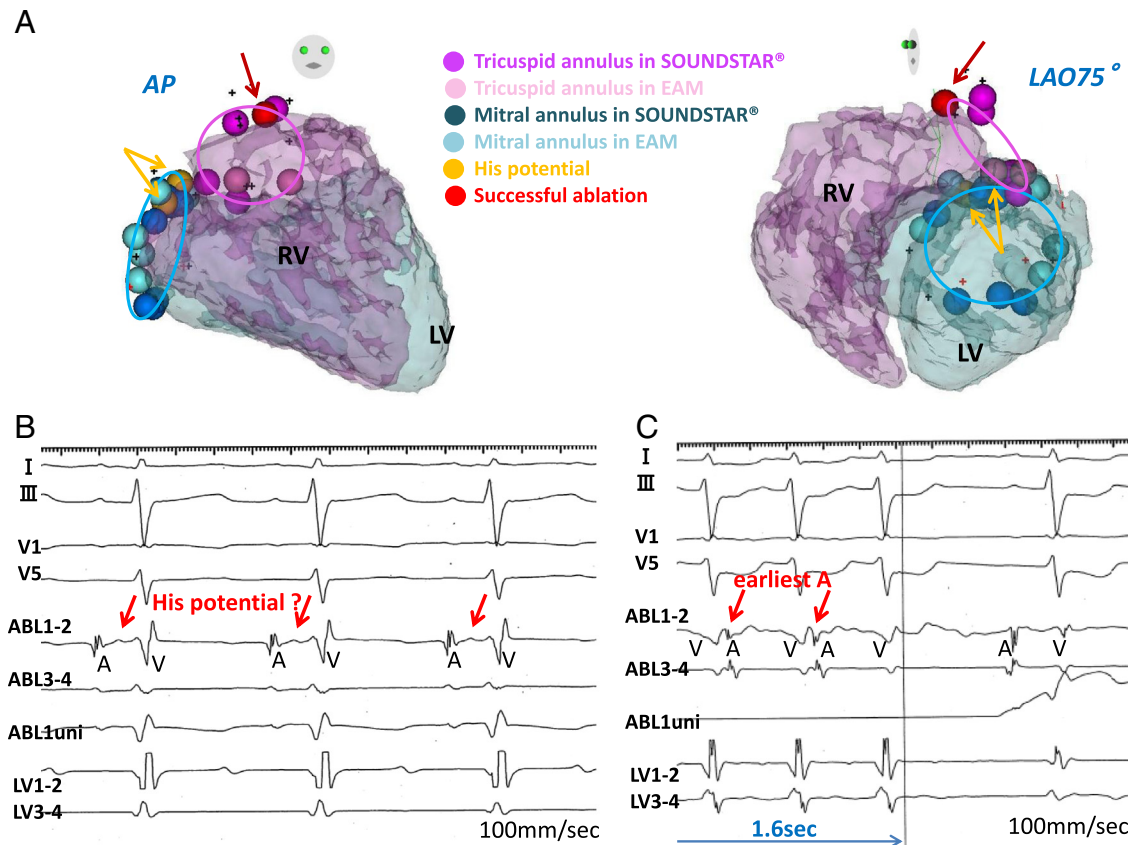 A
AP
Tricuspid annulus in SOUNDSTAR®
Tricuspid annulus in EAM
Mitral annulus in SOUNDSTAR®
Mitral annulus in EAM
His potential
Successful ablation
LAO75°
RV
LV
RV
LV
B
I
III
V1
V5
His potential ?
ABL1-2
A V A V A V
ABL3-4
ABL1uni
LV1-2
LV3-4
100mm/sec
C
I
III
V1
V5
earliest A
ABL1-2
V A V A V A V
ABL3-4
ABL1uni
LV1-2
LV3-4
1.6sec
100mm/sec